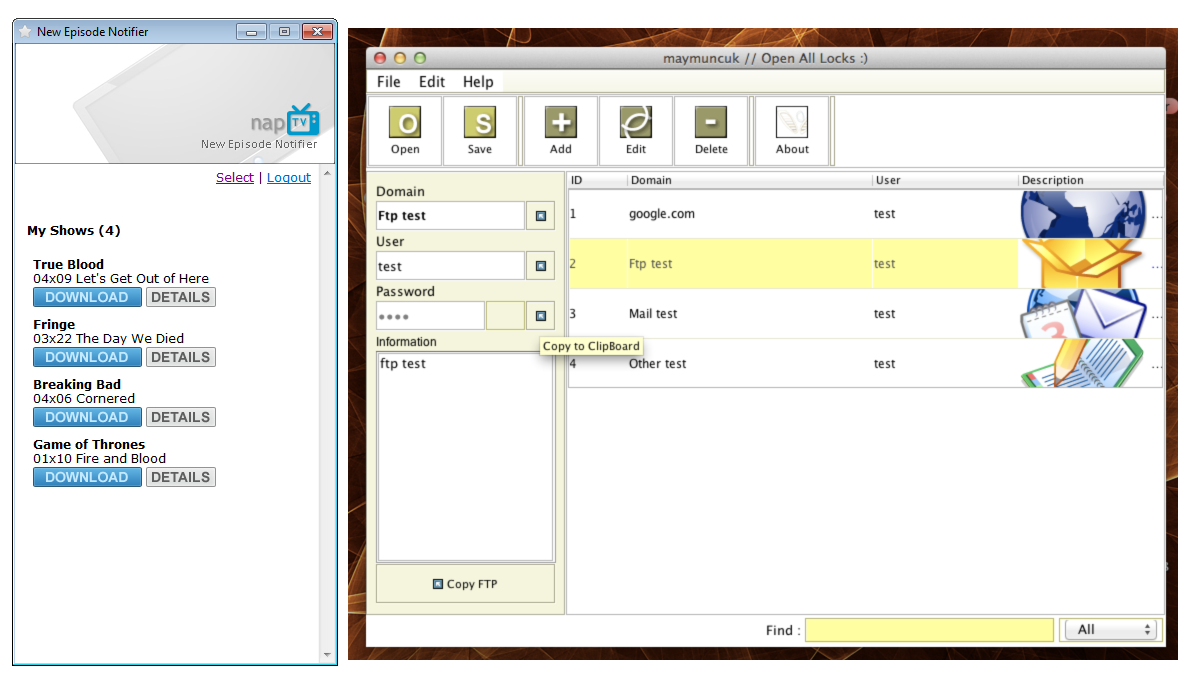 New Episode Notifier
nap TV
New Episode Notifier
Select | Logout
My Shows (4)
True Blood
04x09 Let's Get Out of Here
DOWNLOAD DETAILS
Fringe
03x22 The Day We Died
DOWNLOAD DETAILS
Breaking Bad
04x06 Cornered
DOWNLOAD DETAILS
Game of Thrones
01x10 Fire and Blood
DOWNLOAD DETAILS
maymuncuk // Open All Locks :)
File Edit Help
O S + - 
Open Save Add Edit Delete About
Domain
Ftp test
User
test
Password
••••
Information
ftp test
Copy FTP
Copy to ClipBoard
ID Domain User Description
1 google.com test ...
2 Ftp test test ...
3 Mail test test ...
4 Other test test ...
Find : All